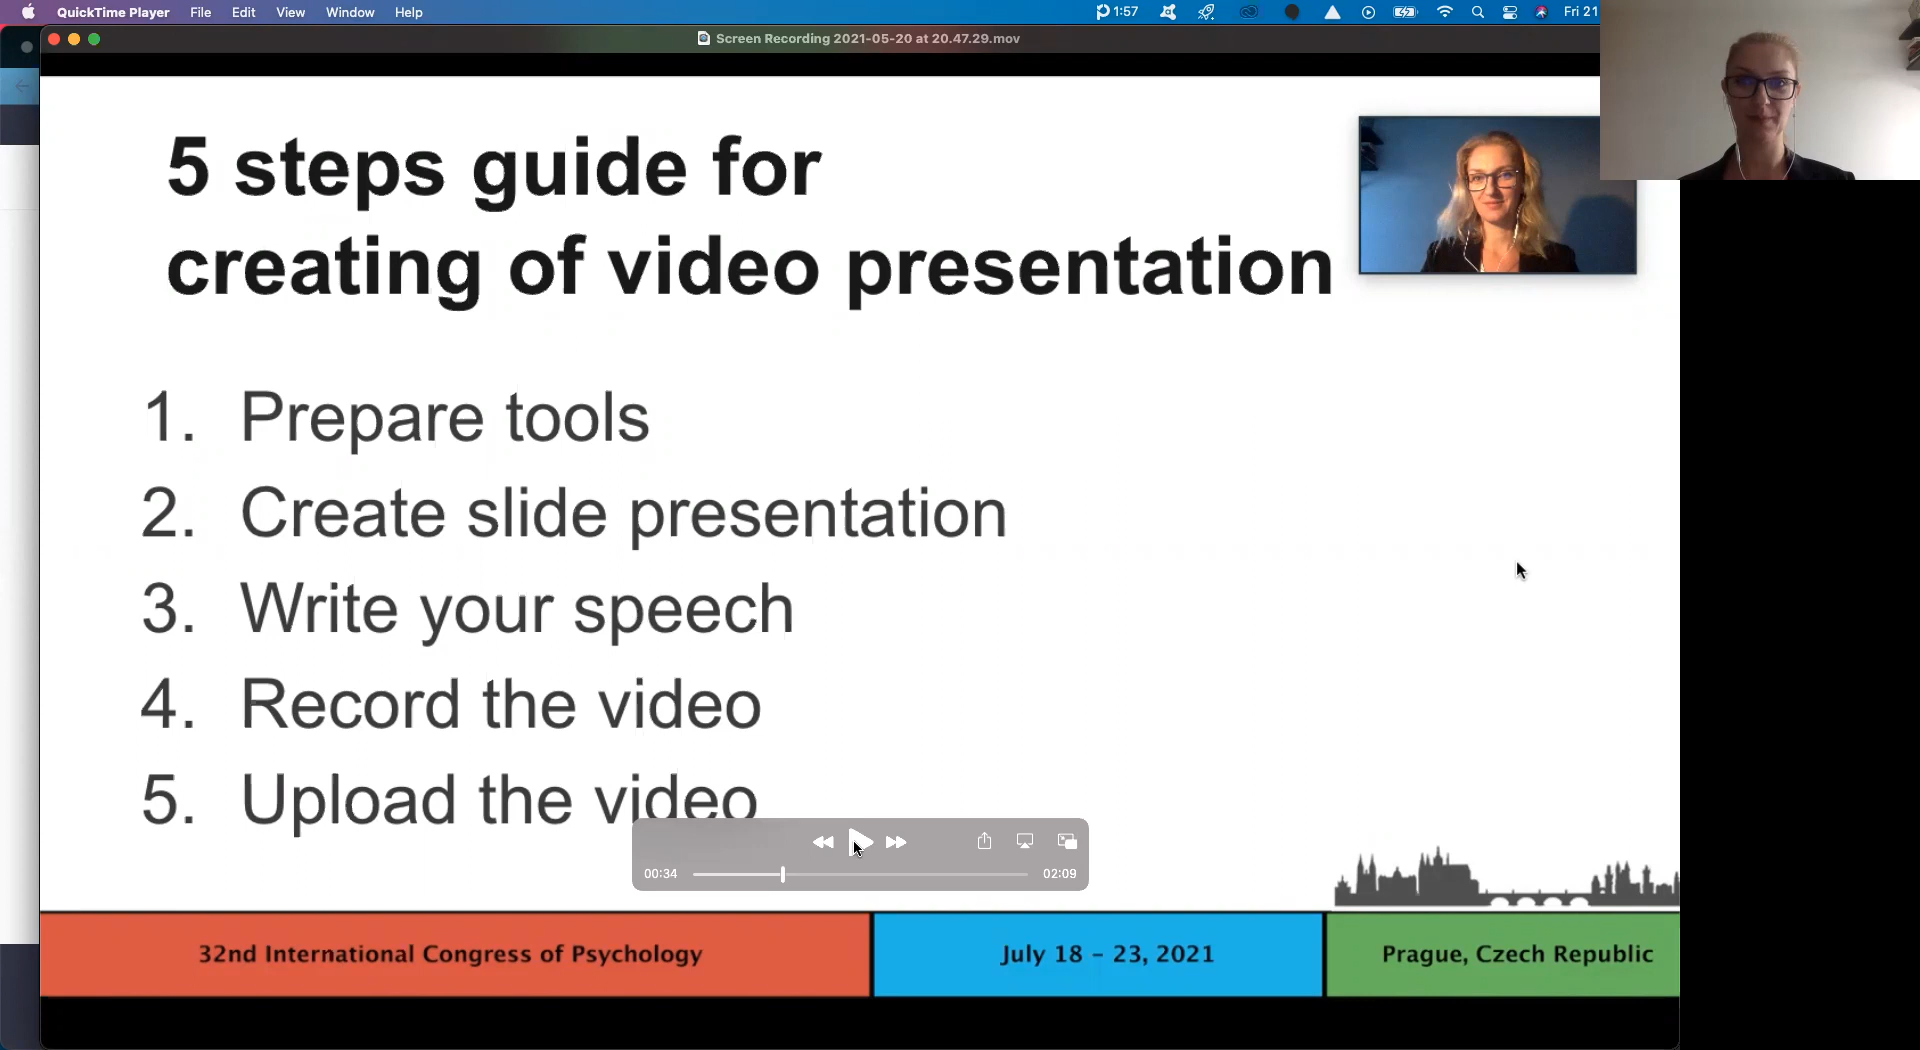 QuickTime Player File Edit View Window Help 1:57 Fri 21
Screen Recording 2021-05-20 at 20.47.29.mov
5 steps guide for
creating of video presentation
1. Prepare tools
2. Create slide presentation
3. Write your speech
4. Record the video
5. Upload the video
00:34 02:09
32nd International Congress of Psychology July 18 – 23, 2021 Prague, Czech Republic